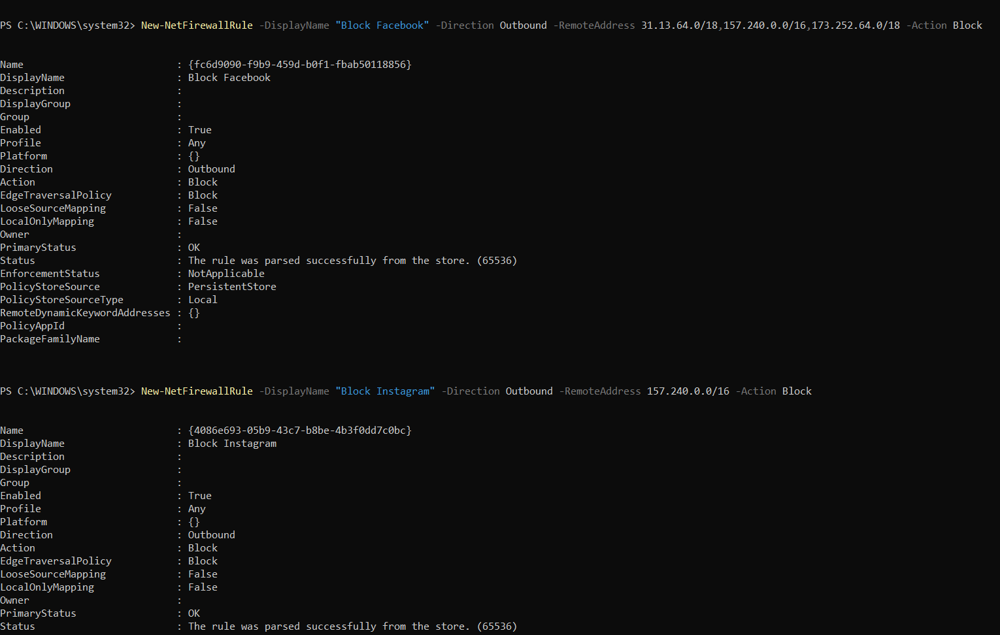 PS C:\WINDOWS\system32> New-NetFirewallRule -DisplayName "Block Facebook" -Direction Outbound -RemoteAddress 31.13.64.0/18,157.240.0.0/16,173.252.64.0/18 -Action Block
Name : {fc6d9090-f9b9-459d-b0f1-fbab50118856}
DisplayName : Block Facebook
Description :
DisplayGroup :
Group :
Enabled : True
Profile : Any
Platform : {}
Direction : Outbound
Action : Block
EdgeTraversalPolicy : Block
LooseSourceMapping : False
LocalOnlyMapping : False
Owner :
PrimaryStatus : OK
Status : The rule was parsed successfully from the store. (65536)
EnforcementStatus : NotApplicable
PolicyStoreSource : PersistentStore
PolicyStoreSourceType : Local
RemoteDynamicKeywordAddresses : {}
PolicyAppId :
PackageFamilyName :
PS C:\WINDOWS\system32> New-NetFirewallRule -DisplayName "Block Instagram" -Direction Outbound -RemoteAddress 157.240.0.0/16 -Action Block
Name : {4086e693-05b9-43c7-b8be-4b3f0dd7c0bc}
DisplayName : Block Instagram
Description :
DisplayGroup :
Group :
Enabled : True
Profile : Any
Platform : {}
Direction : Outbound
Action : Block
EdgeTraversalPolicy : Block
LooseSourceMapping : False
LocalOnlyMapping : False
Owner :
PrimaryStatus : OK
Status : The rule was parsed successfully from the store. (65536)